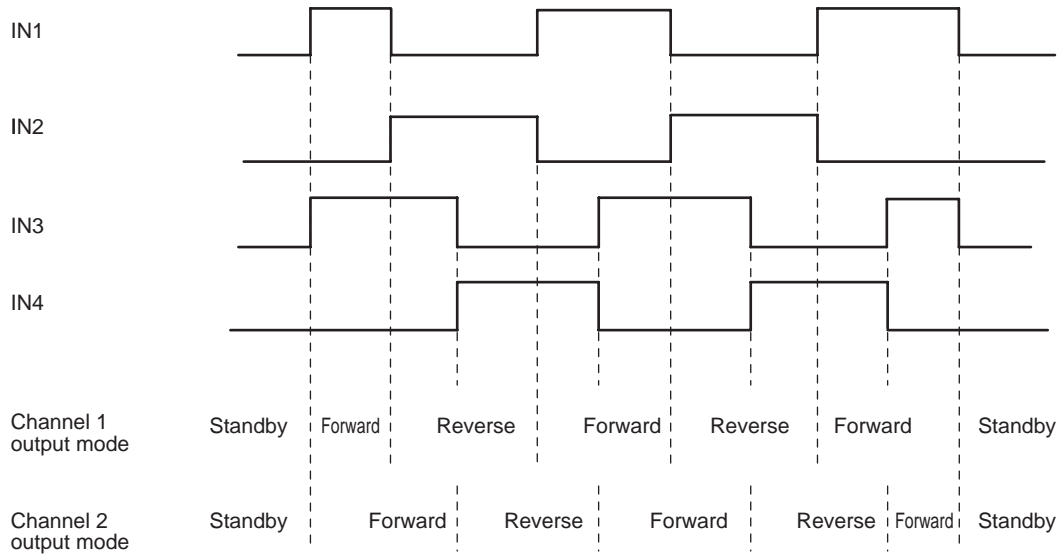 IN1
IN2
IN3
IN4
Channel 1
output mode
Standby Forward Reverse Forward Reverse Forward Standby
Channel 2
output mode
Standby Forward Reverse Forward Reverse Forward Standby